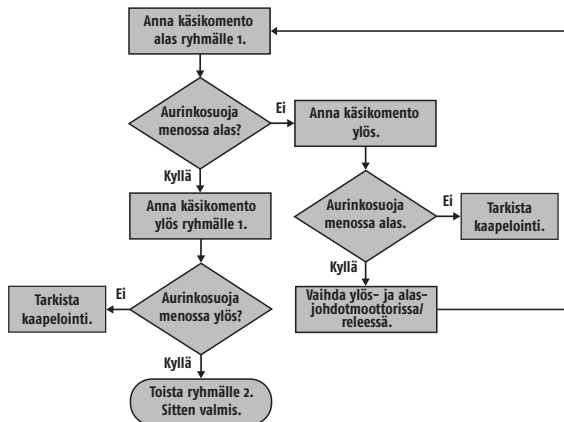 Anna käsikomento
alas ryhmälle 1.
Aurinkosuoja
menossa alas?
Ei
Anna käsikomento
ylös.
Kyllä
Anna käsikomento
ylös ryhmälle 1.
Aurinkosuoja
menossa alas.
Ei
Tarkista
kaapelointi.
Kyllä
Vaihda ylös- ja alas-
johdotmoottorissa/
releessä.
Aurinkosuoja
menossa ylös?
Ei
Tarkista
kaapelointi.
Kyllä
Toista ryhmälle 2.
Sitten valmis.